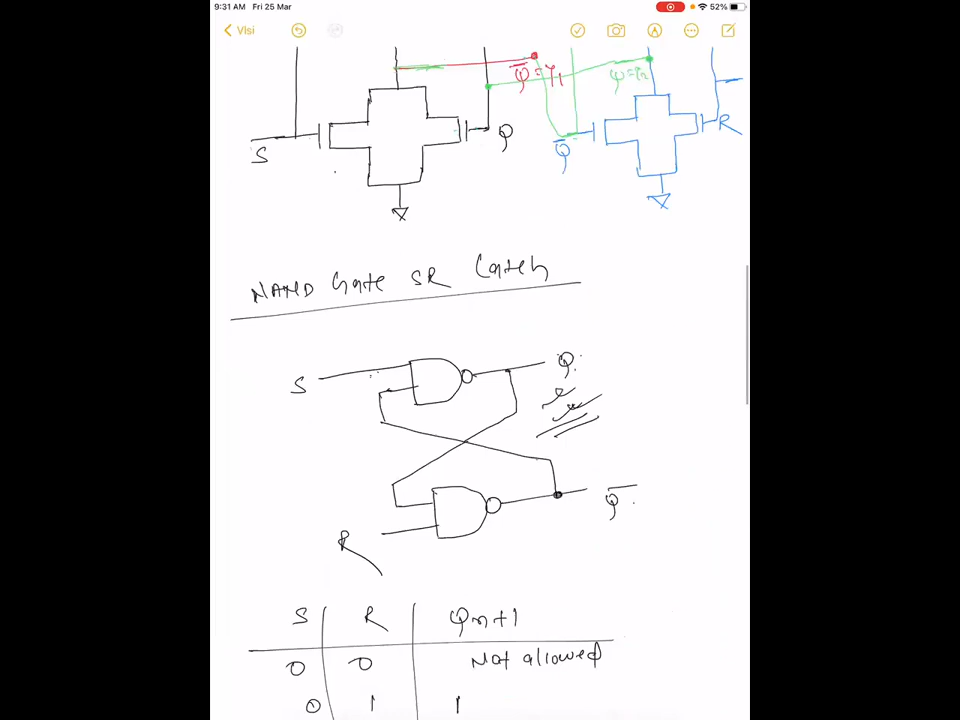 9:31 AM Fri 25 Mar
52%
Vlsi
Q̅ = Y1
Q = Y2
S
Q
Q̅
R
NAND Gate SR Latch
S
Q
Q̅
R
S R Qn+1
0 0 Not allowed
0 1 1